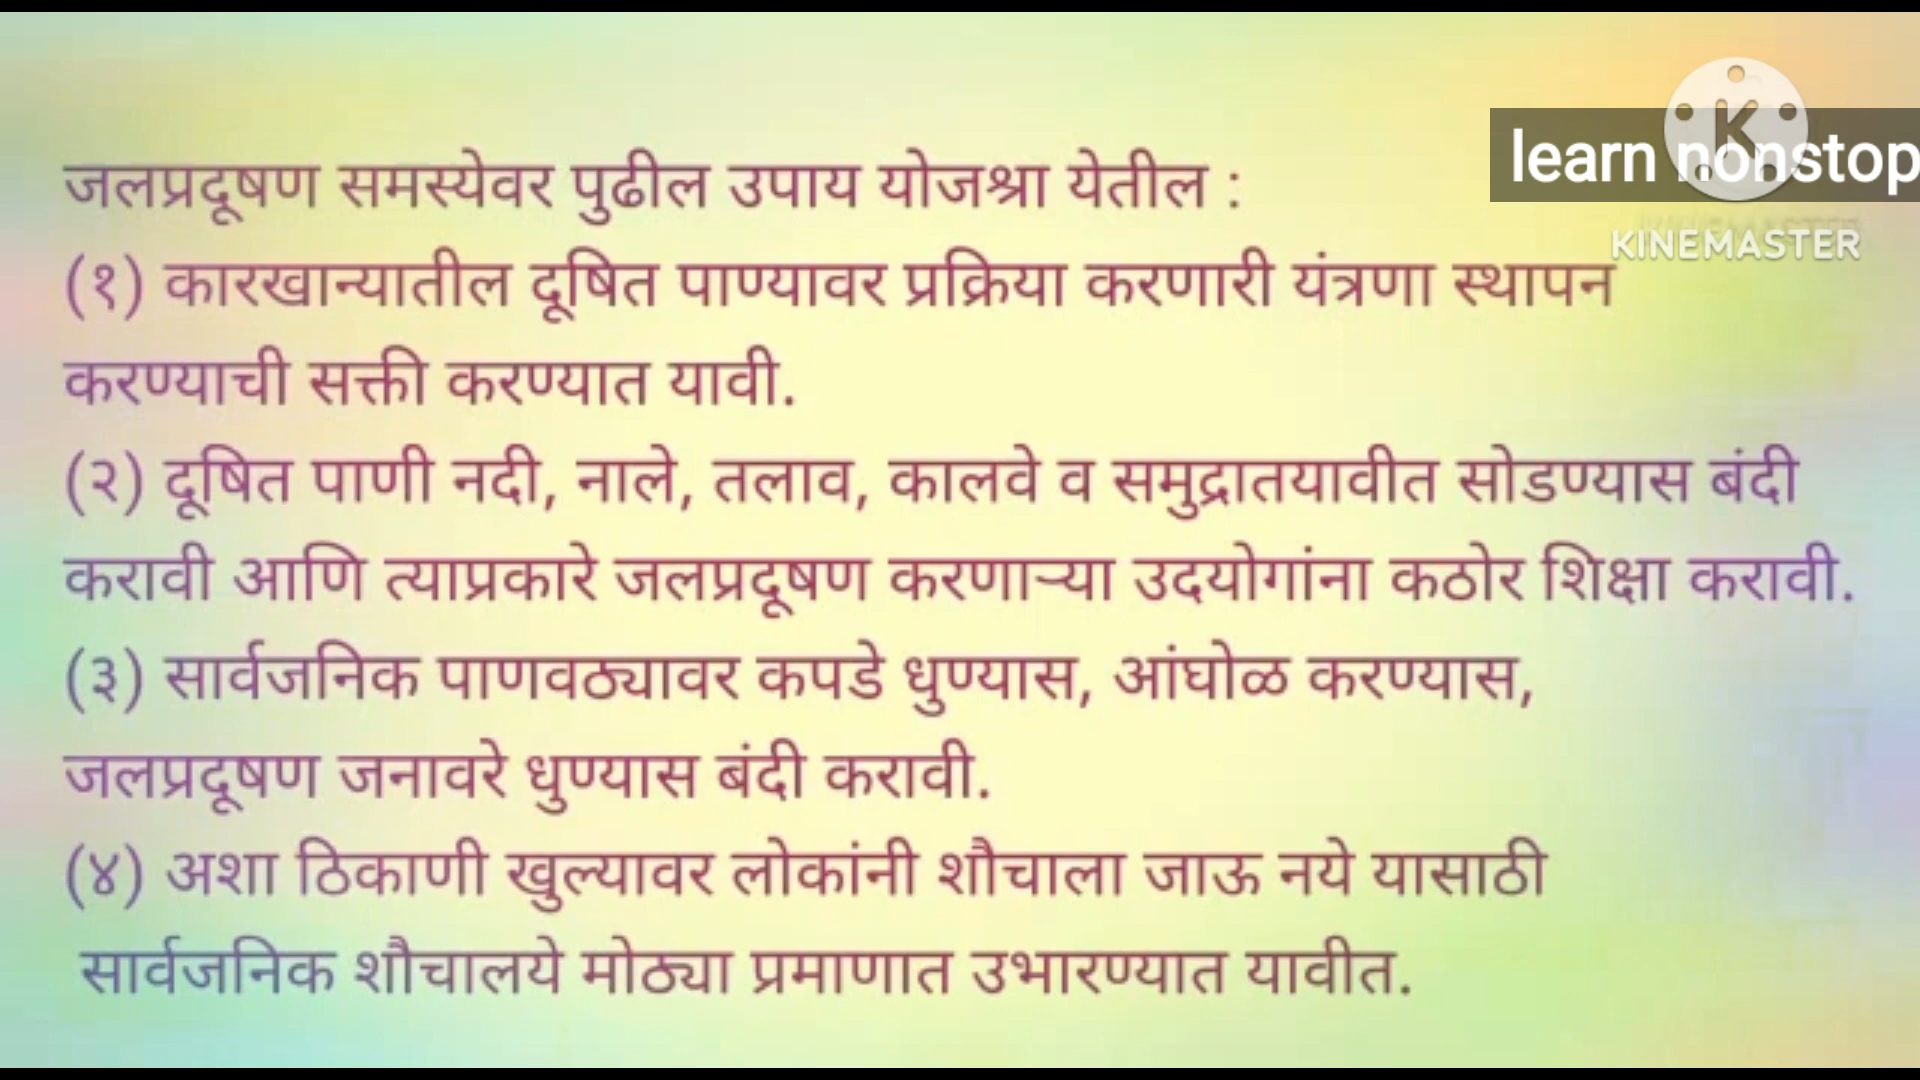 जलप्रदूषण समस्येवर पुढील उपाय योजश्रा येतील :
(१) कारखान्यातील दूषित पाण्यावर प्रक्रिया करणारी यंत्रणा स्थापन
करण्याची सक्ती करण्यात यावी.
(२) दूषित पाणी नदी, नाले, तलाव, कालवे व समुद्रातयावीत सोडण्यास बंदी
करावी आणि त्याप्रकारे जलप्रदूषण करणाऱ्या उदयोगांना कठोर शिक्षा करावी.
(३) सार्वजनिक पाणवठ्यावर कपडे धुण्यास, आंघोळ करण्यास,
जलप्रदूषण जनावरे धुण्यास बंदी करावी.
(४) अशा ठिकाणी खुल्यावर लोकांनी शौचाला जाऊ नये यासाठी
सार्वजनिक शौचालये मोठ्या प्रमाणात उभारण्यात यावीत.
learn nonstop
K
KINEMASTER